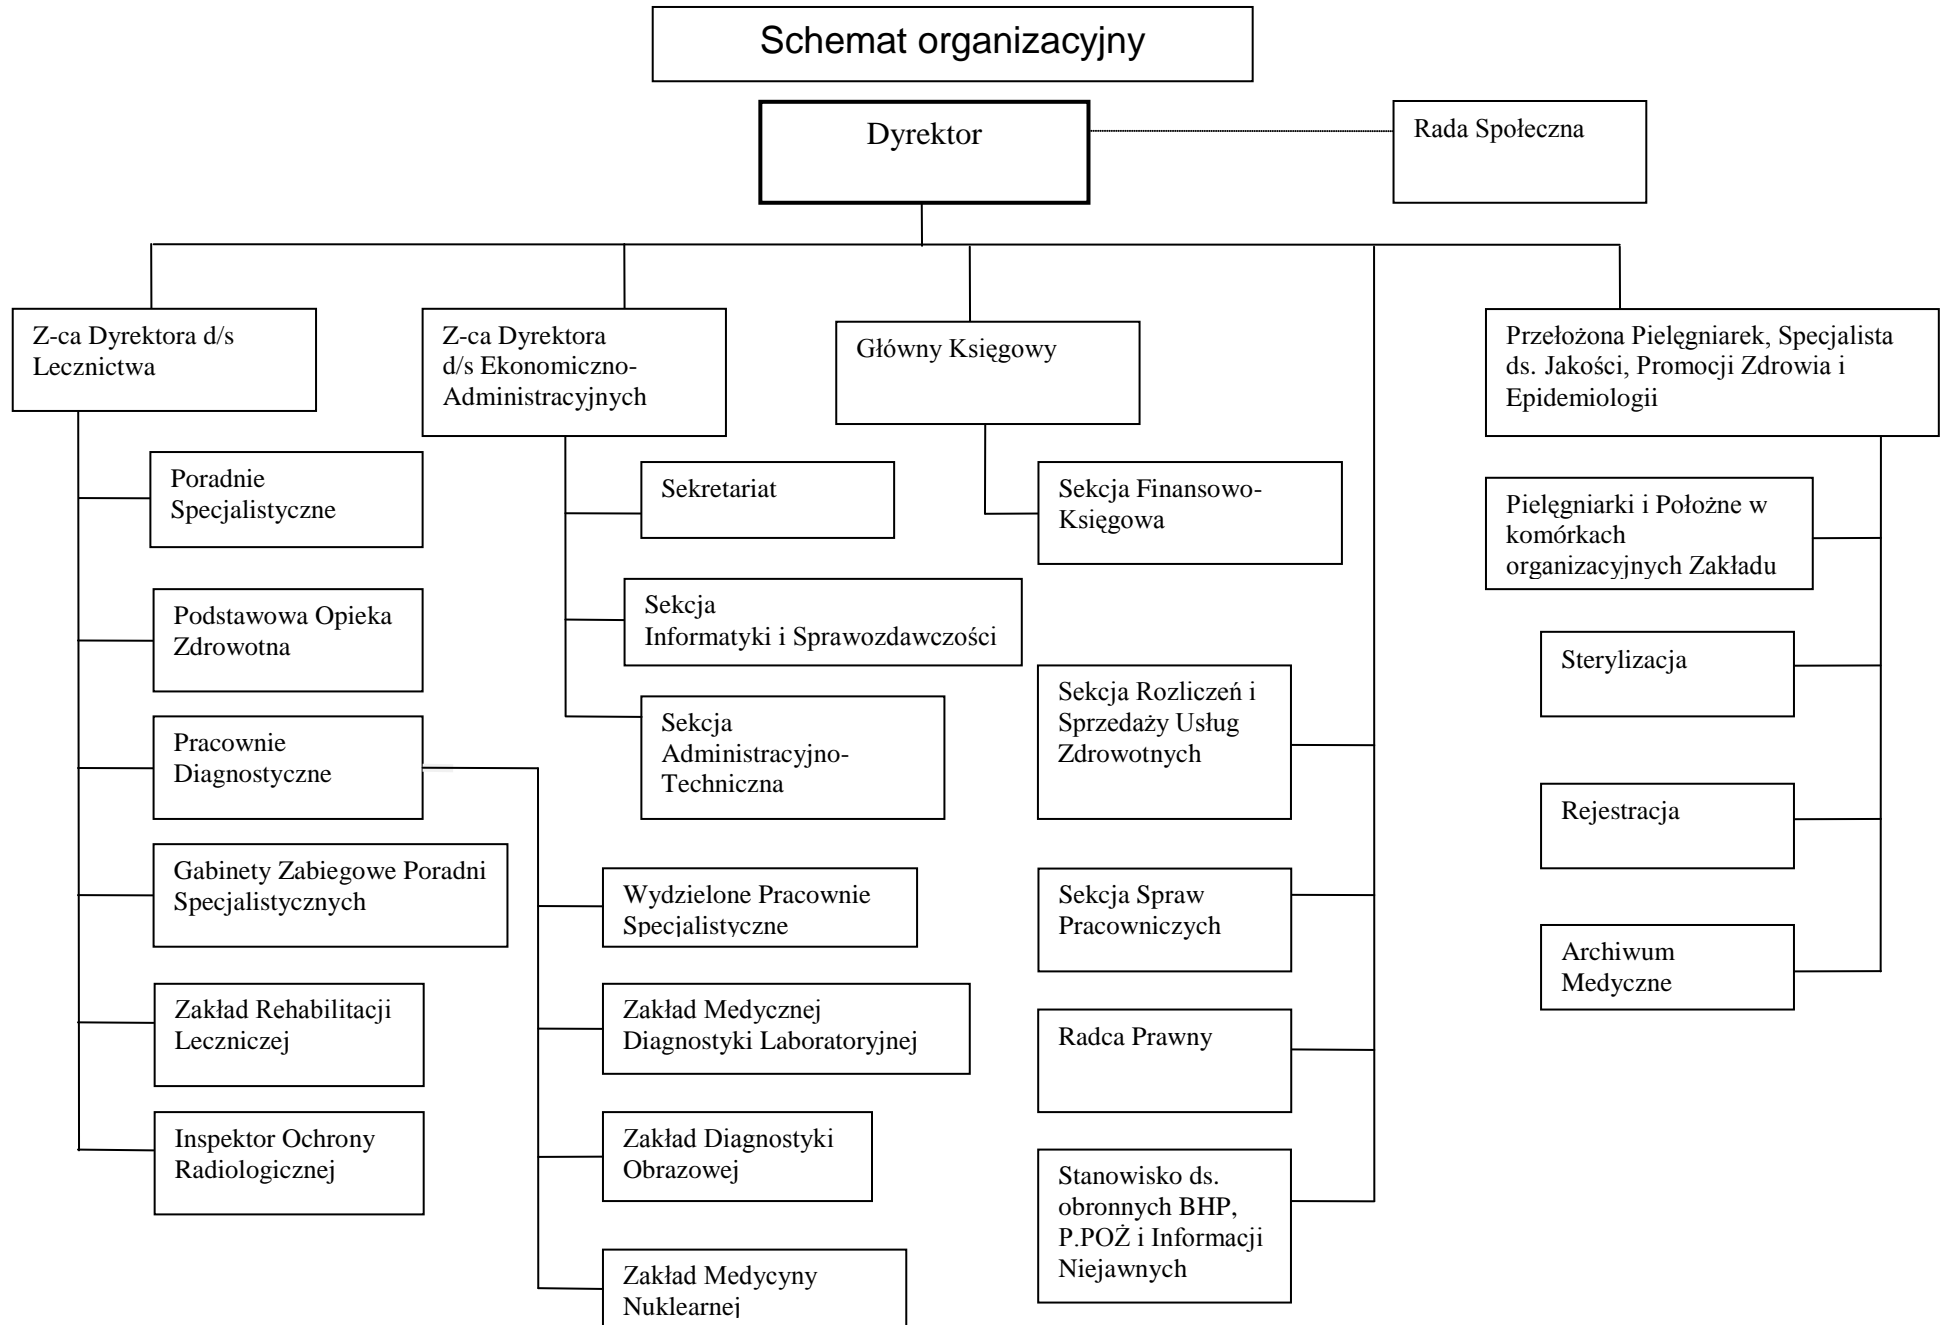 Schemat organizacyjny
Dyrektor
Rada Społeczna
Z-ca Dyrektora d/s
Lecznictwa
Z-ca Dyrektora
d/s Ekonomiczno-
Administracyjnych
Główny Księgowy
Przełożona Pielęgniarek, Specjalista
ds. Jakości, Promocji Zdrowia i
Epidemiologii
Poradnie
Specjalistyczne
Podstawowa Opieka
Zdrowotna
Pracownie
Diagnostyczne
Gabinety Zabiegowe Poradni
Specjalistycznych
Zakład Rehabilitacji
Leczniczej
Inspektor Ochrony
Radiologicznej
Sekretariat
Sekcja
Informatyki i Sprawozdawczości
Sekcja
Administracyjno-
Techniczna
Wydzielone Pracownie
Specjalistyczne
Zakład Medycznej
Diagnostyki Laboratoryjnej
Zakład Diagnostyki
Obrazowej
Zakład Medycyny
Nuklearnej
Sekcja Finansowo-
Księgowa
Sekcja Rozliczeń i
Sprzedaży Usług
Zdrowotnych
Sekcja Spraw
Pracowniczych
Radca Prawny
Stanowisko ds.
obronnych BHP,
P.POŻ i Informacji
Niejawnych
Pielęgniarki i Położne w
komórkach
organizacyjnych Zakładu
Sterylizacja
Rejestracja
Archiwum
Medyczne